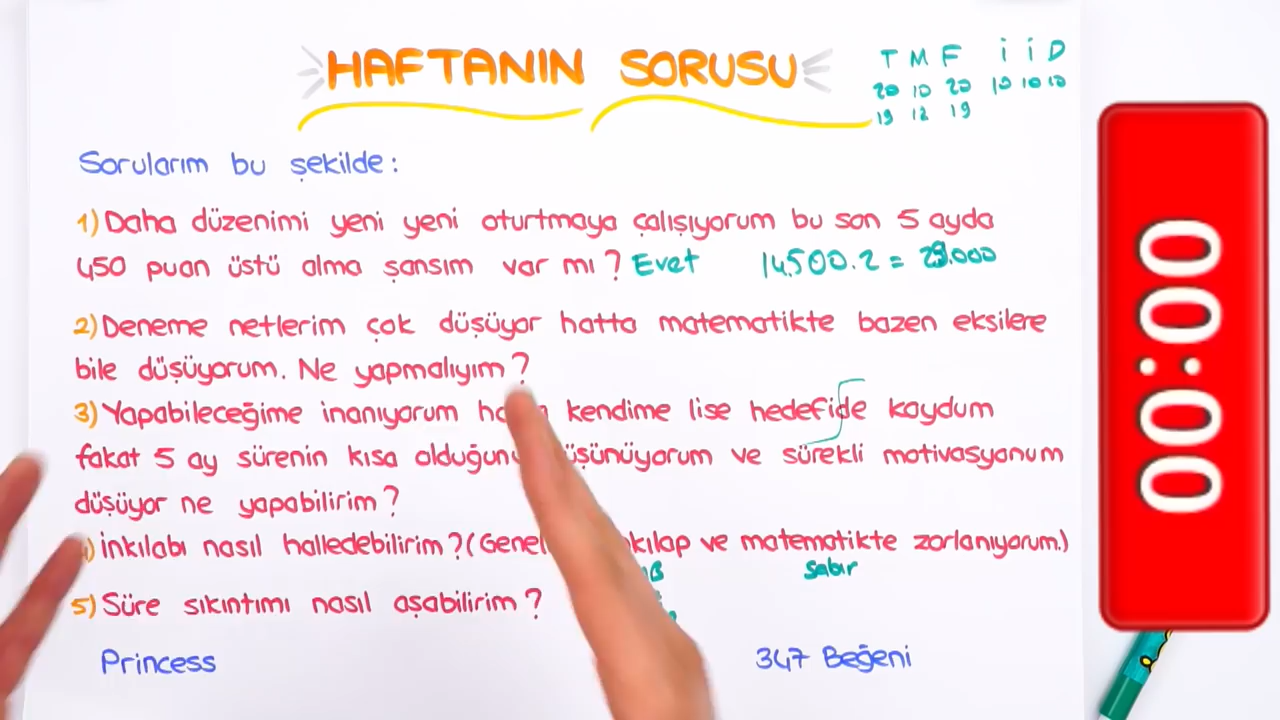 HAFTANIN SORUSU
T M F İ İ D
20 10 20 10 10 10
19 12 19
Sorularım bu şekilde:
1) Daha düzenimi yeni yeni oturtmaya çalışıyorum bu son 5 ayda
450 puan üstü alma şansım var mı? Evet 14.500.2 = 29.000
2) Deneme netlerim çok düşüyor hatta matematikte bazen eksilere
bile düşüyorum. Ne yapmalıyım?
3) Yapabileceğime inanıyorum kendime lise hedefide koydum
fakat 5 ay sürenin kısa olduğunu düşünüyorum ve sürekli motivasyonum
düşüyor ne yapabilirim?
İnkılabı nasıl halledebilirim? (Genel ve matematikte zorlanıyorum.)
Sabır
5) Süre sıkıntımı nasıl aşabilirim?
Princess 347 Beğeni
00:00